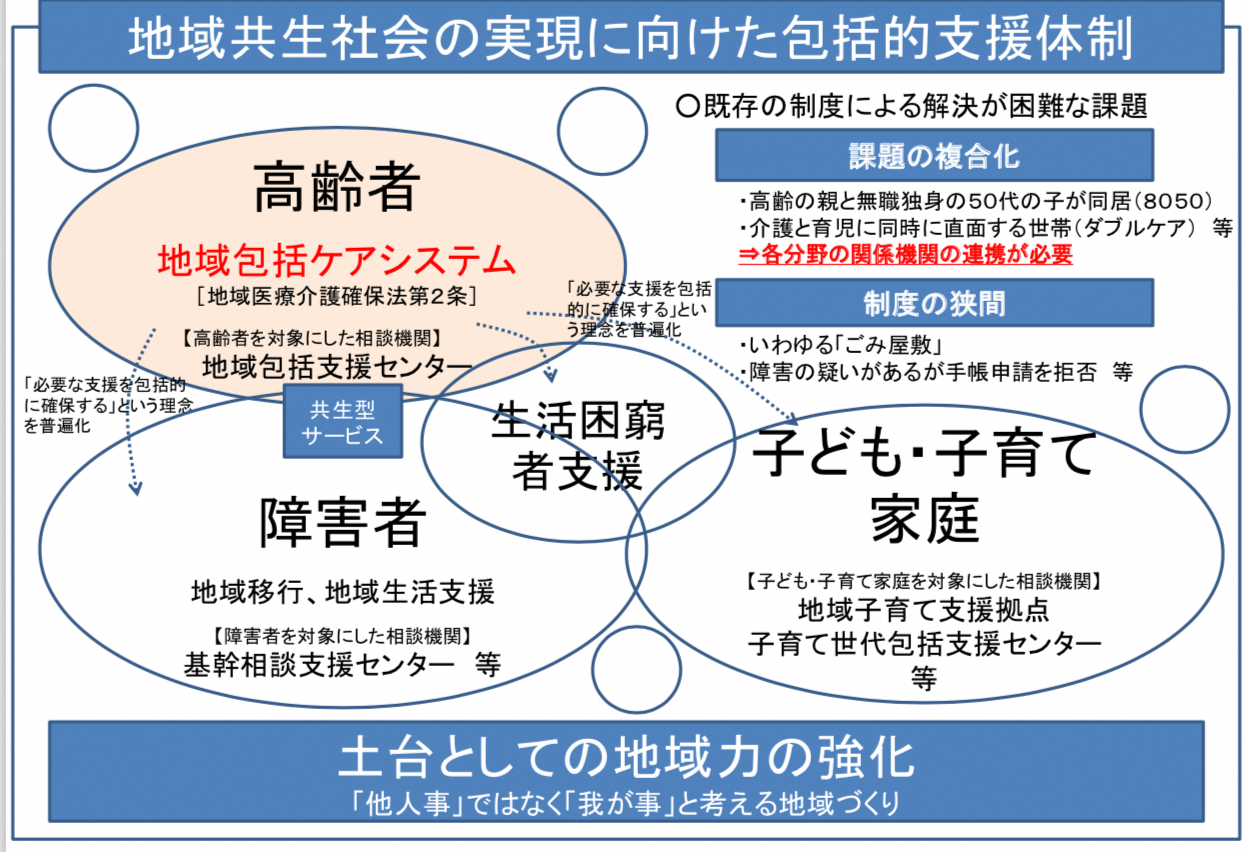 地域共生社会の実現に向けた包括的支援体制
○既存の制度による解決が困難な課題
課題の複合化
・高齢の親と無職独身の50代の子が同居(8050)
・介護と育児に同時に直面する世帯(ダブルケア) 等
⇒各分野の関係機関の連携が必要
制度の狭間
・いわゆる「ごみ屋敷」
・障害の疑いがあるが手帳申請を拒否 等
高齢者
地域包括ケアシステム
[地域医療介護確保法第2条]
【高齢者を対象にした相談機関】
地域包括支援センター
「必要な支援を包括
的に確保する」とい
う理念を普遍化
「必要な支援を包括的
に確保する」という理念
を普遍化
共生型
サービス
生活困窮
者支援
障害者
地域移行、地域生活支援
【障害者を対象にした相談機関】
基幹相談支援センター 等
子ども・子育て
家庭
【子ども・子育て家庭を対象にした相談機関】
地域子育て支援拠点
子育て世代包括支援センター
等
土台としての地域力の強化
「他人事」ではなく「我が事」と考える地域づくり